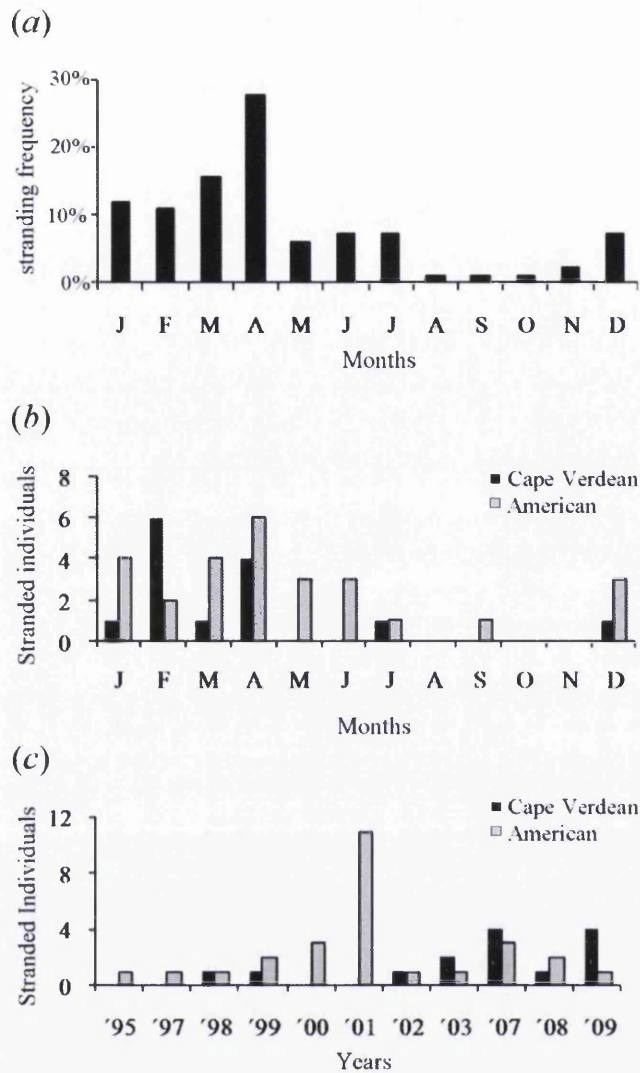 (a)
30%
20%
10%
0%
stranding frequency
J F M A M J J A S O N D
Months
(b)
8
6
4
2
0
Stranded individuals
Cape Verdean
American
J F M A M J J A S O N D
Months
(c)
12
8
4
0
Stranded Individuals
Cape Verdean
American
´95 ´97 ´98 ´99 ´00 ´01 ´02 ´03 ´07 ´08 ´09
Years